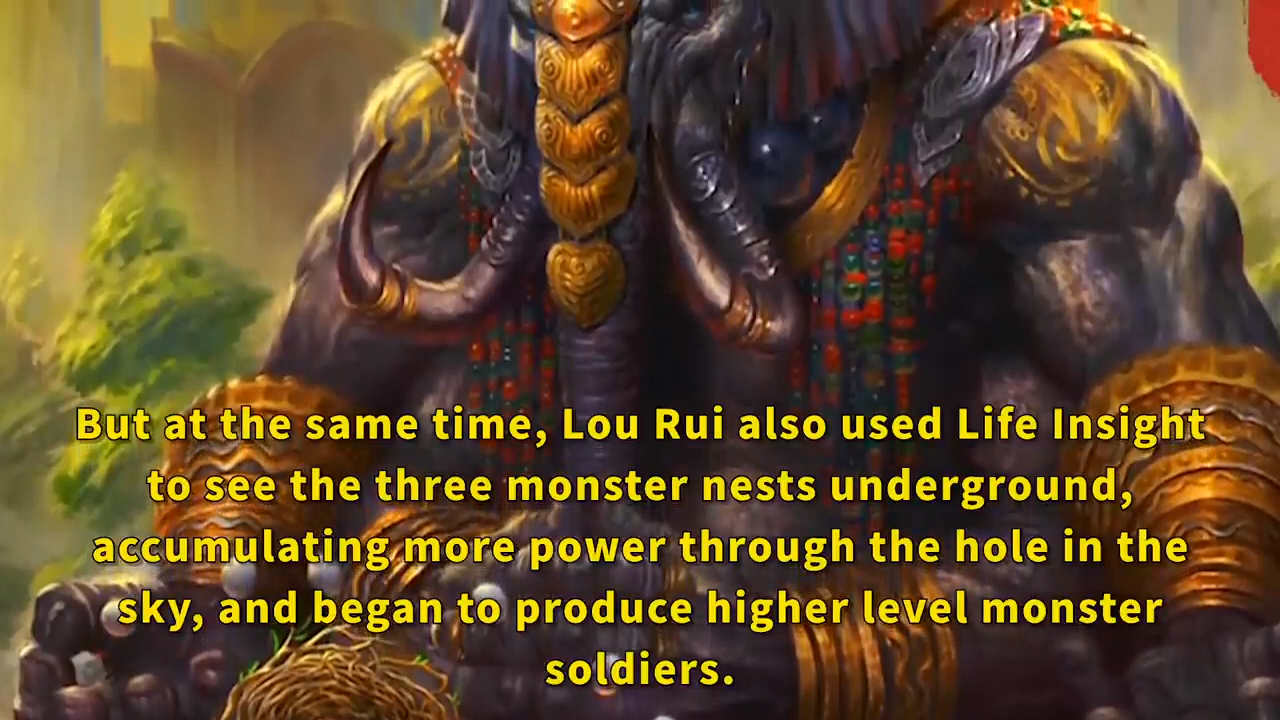 But at the same time, Lou Rui also used Life Insight
to see the three monster nests underground,
accumulating more power through the hole in the
sky, and began to produce higher level monster
soldiers.